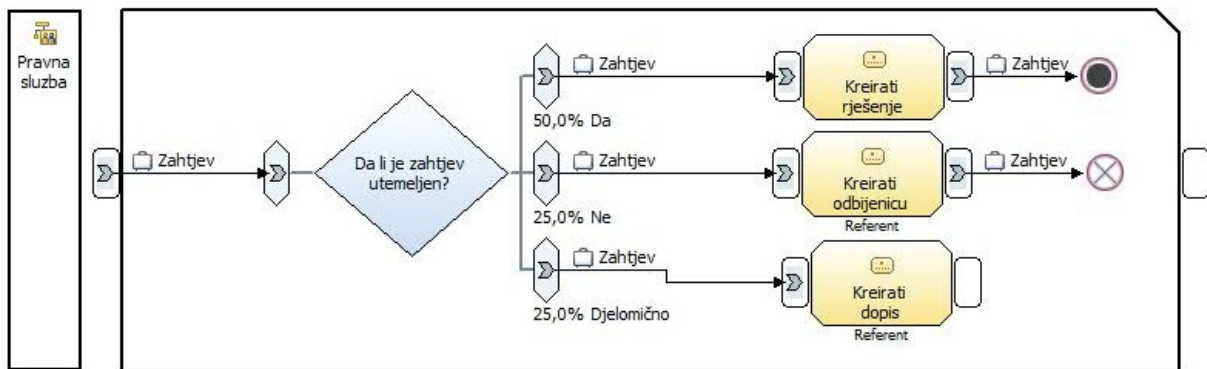 Pravna
sluzba
Zahtjev
Da li je zahtjev
utemeljen?
Zahtjev
50,0% Da
Kreirati
rješenje
Zahtjev
Zahtjev
25,0% Ne
Kreirati
odbijenicu
Referent
Zahtjev
Zahtjev
25,0% Djelomično
Kreirati
dopis
Referent